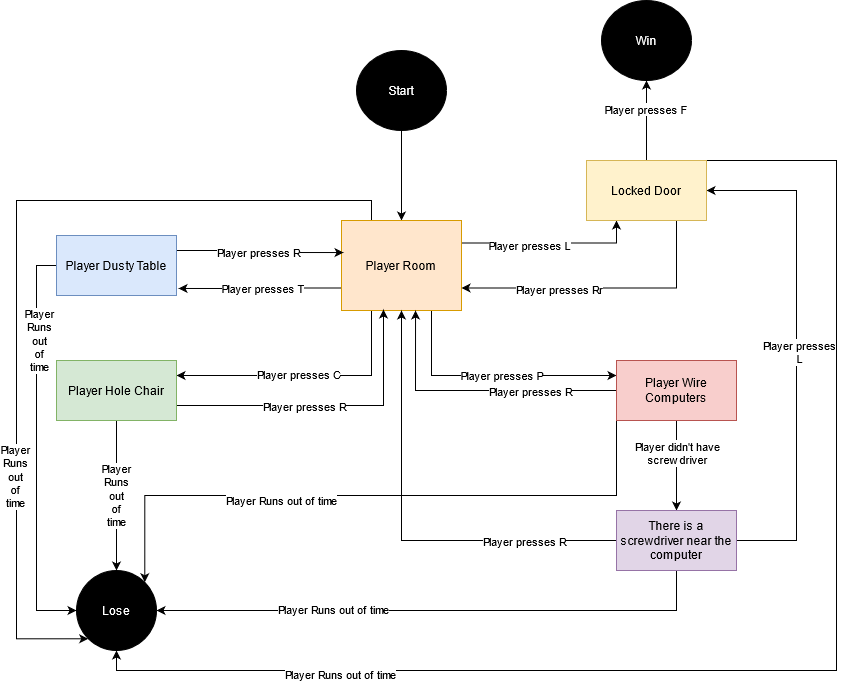 Win
Start
Player presses F
Locked Door
Player Dusty Table
Player presses R
Player Room
Player presses L
Player presses T
Player presses Rr
Player
Runs
out
of
time
Player presses
L
Player Hole Chair
Player presses C
Player presses R
Player presses P
Player presses R
Player Wire
Computers
Player didn't have
screw driver
Player
Runs
out
of
time
Player
Runs
out
of
time
Player Runs out of time
Player presses R
There is a
screwdriver near the
computer
Lose
Player Runs out of time
Player Runs out of time